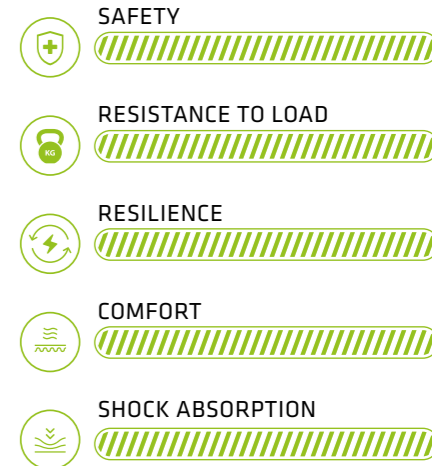 SAFETY
RESISTANCE TO LOAD
KG
RESILIENCE
COMFORT
SHOCK ABSORPTION